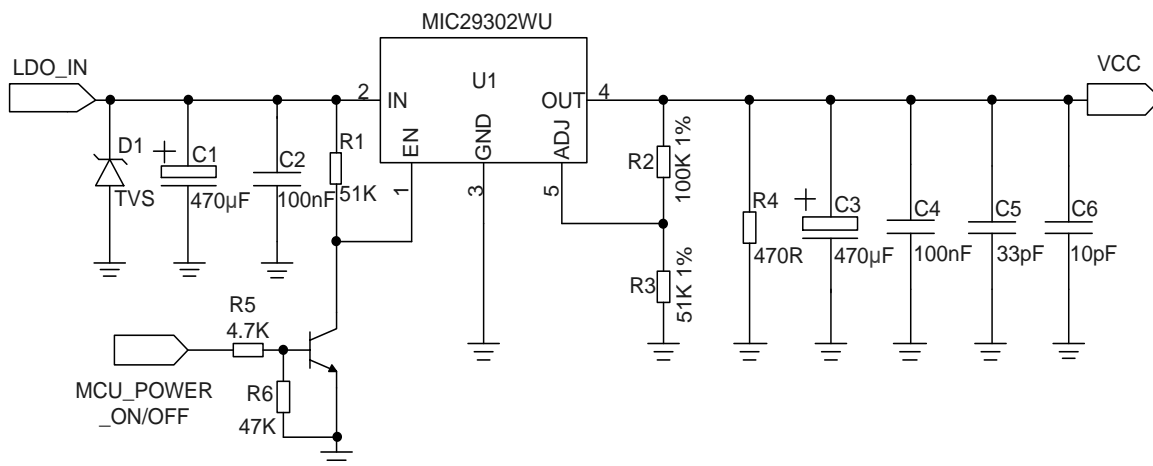 MIC29302WU
LDO_IN
VCC
2
IN
U1
OUT
4
EN
GND
ADJ
1
3
5
D1
TVS
C1
470µF
C2
100nF
R1
51K
R2
100K 1%
R3
51K 1%
R4
470R
C3
470µF
C4
100nF
C5
33pF
C6
10pF
R5
4.7K
MCU_POWER
_ON/OFF
R6
47K